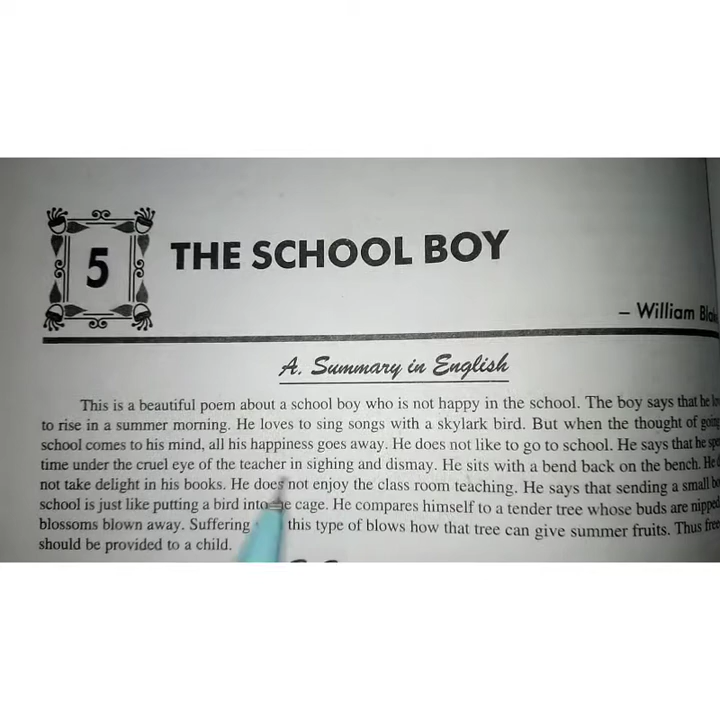 5
THE SCHOOL BOY
– William
A. Summary in English
This is a beautiful poem about a school boy who is not happy in the school. The boy says that he
to rise in a summer morning. He loves to sing songs with a skylark bird. But when the thought of going
school comes to his mind, all his happiness goes away. He does not like to go to school. He says that he
time under the cruel eye of the teacher in sighing and dismay. He sits with a bend back on the bench. He
not take delight in his books. He does not enjoy the class room teaching. He says that sending a small
school is just like putting a bird into cage. He compares himself to a tender tree whose buds are nipped
blossoms blown away. Suffering this type of blows how that tree can give summer fruits. Thus
should be provided to a child.